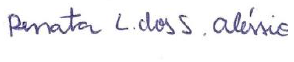 Renata L. dos S. Aléssio